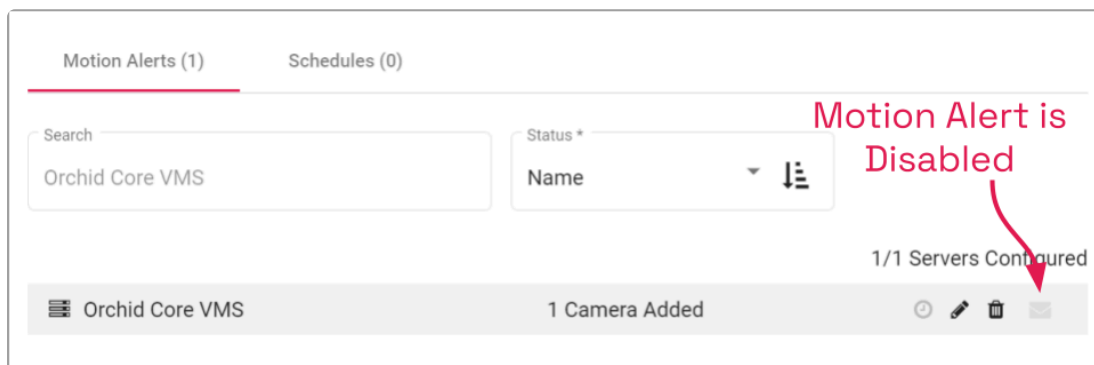 Motion Alerts (1)
Schedules (0)
Motion Alert is
Disabled
Search
Orchid Core VMS
Status *
Name
1/1 Servers Configured
Orchid Core VMS
1 Camera Added